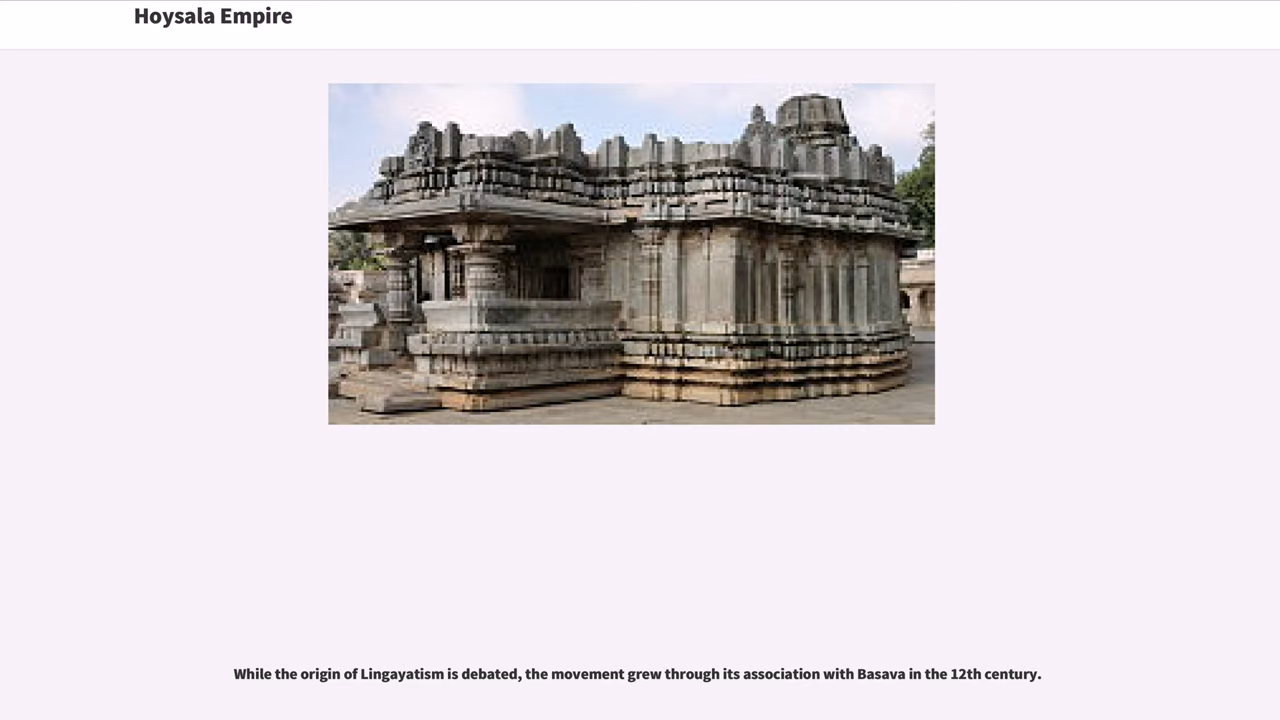 Hoysala Empire
While the origin of Lingayatism is debated, the movement grew through its association with Basava in the 12th century.